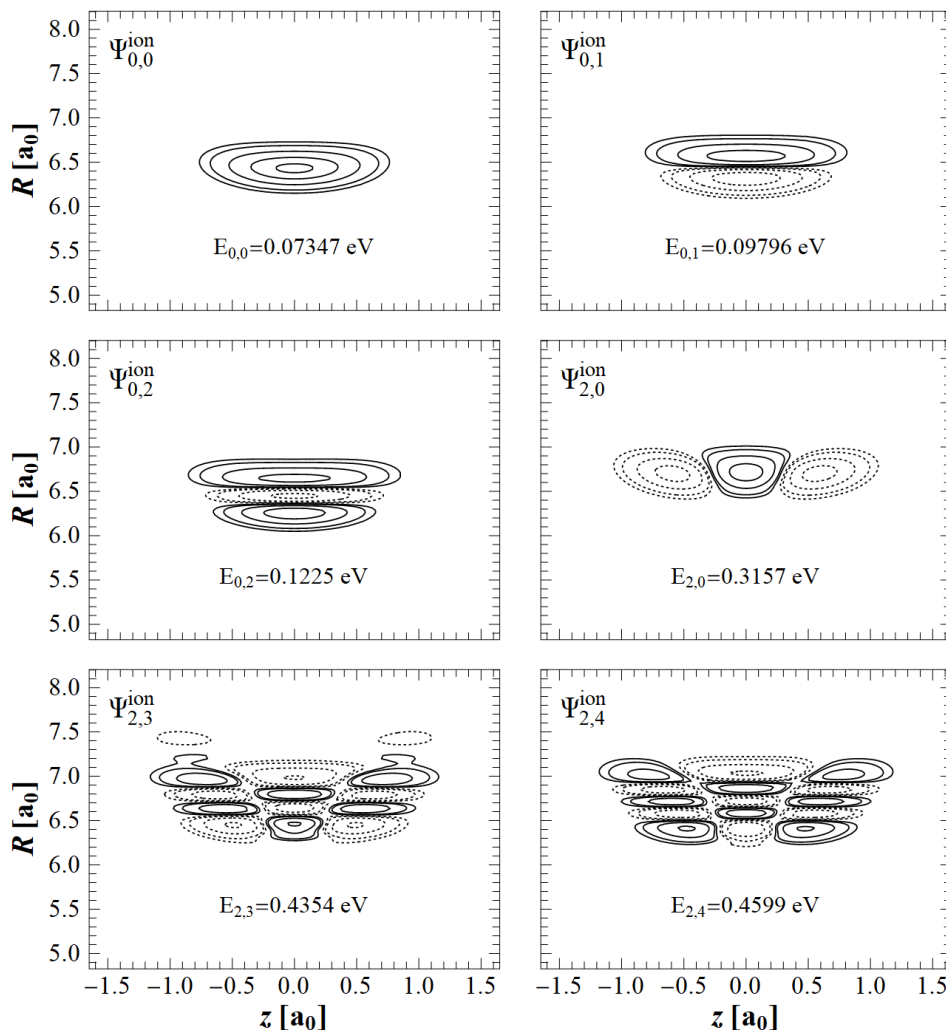 8.0
Ψ^ion_0,0
7.5
7.0
6.5
6.0
5.5
5.0
R [a₀]
E₀,₀=0.07347 eV
Ψ^ion_0,1
E₀,₁=0.09796 eV
8.0
Ψ^ion_0,2
7.5
7.0
6.5
6.0
5.5
5.0
R [a₀]
E₀,₂=0.1225 eV
Ψ^ion_2,0
E₂,₀=0.3157 eV
8.0
Ψ^ion_2,3
7.5
7.0
6.5
6.0
5.5
5.0
R [a₀]
E₂,₃=0.4354 eV
Ψ^ion_2,4
E₂,₄=0.4599 eV
−1.5 −1.0 −0.5 0.0 0.5 1.0 1.5
−1.5 −1.0 −0.5 0.0 0.5 1.0 1.5
z [a₀]
z [a₀]